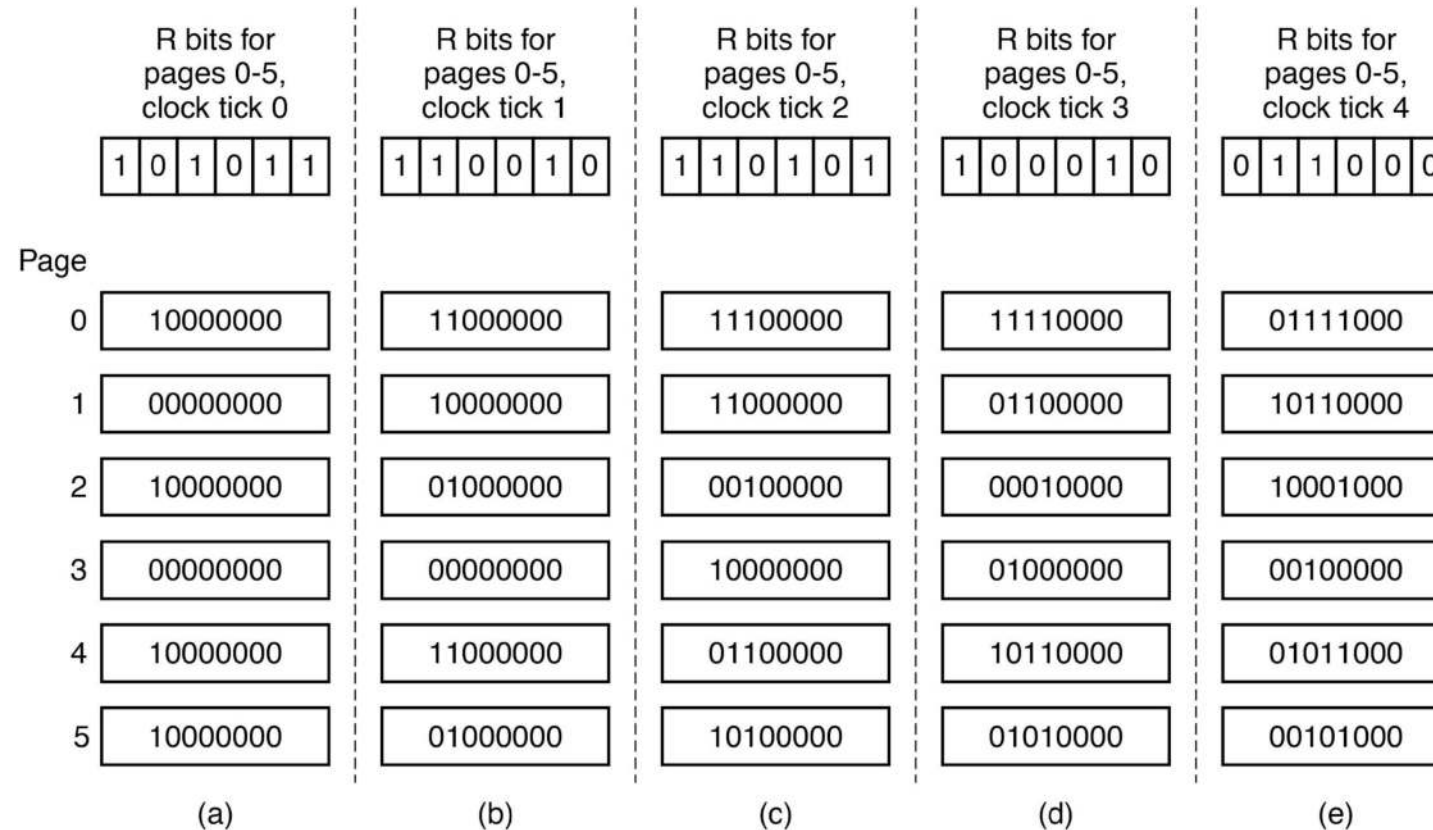 R bits for
pages 0-5,
clock tick 0
R bits for
pages 0-5,
clock tick 1
R bits for
pages 0-5,
clock tick 2
R bits for
pages 0-5,
clock tick 3
R bits for
pages 0-5,
clock tick 4
1 0 1 0 1 1
1 1 0 0 1 0
1 1 0 1 0 1
1 0 0 0 1 0
0 1 1 0 0 0
Page
0 10000000 11000000 11100000 11110000 01111000
1 00000000 10000000 11000000 01100000 10110000
2 10000000 01000000 00100000 00010000 10001000
3 00000000 00000000 10000000 01000000 00100000
4 10000000 11000000 01100000 10110000 01011000
5 10000000 01000000 10100000 01010000 00101000
(a) (b) (c) (d) (e)